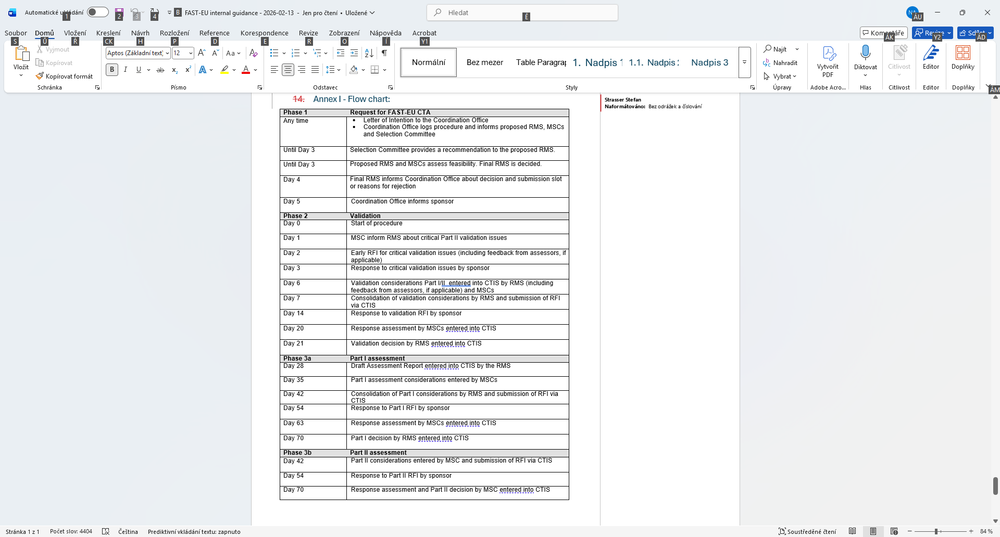 Automatické ukládání
FAST-EU internal guidance - 2026-02-13 - Jen pro čtení • Uložené
Hledat
1
2
3
4
B
Ě
ÁU
Soubor
Domů
Vložení
Kreslení
Návrh
Rozložení
Reference
Korespondence
Revize
Zobrazení
Nápověda
Acrobat
Komentáře
Revize
Sdílet
S
Ů
Ř
CK
H
P
D
E
R
O
Í
Y1
ÁK
Y2
ÁD
Vložit
Vyjmout
Kopírovat
Kopírovat formát
Schránka
Aptos (Základní text)
12
Písmo
Odstavec
Normální
Bez mezer
Table Paragrap
1. Nadpis 1
1.1. Nadpis 2
Nadpis 3
Styly
Najít
Nahradit
Vybrat
Úpravy
Vytvořit PDF
Adobe Acro...
Diktovat
Hlas
Citlivost
Citlivost
Editor
Editor
Doplňky
Doplňky
ÁM
14. Annex I - Flow chart:
Strasser Stefan
Naformátováno: Bez odrážek a číslování
Phase 1 Request for FAST-EU CTA
Any time • Letter of Intention to the Coordination Office
• Coordination Office logs procedure and informs proposed RMS, MSCs
and Selection Committee
Until Day 3 Selection Committee provides a recommendation to the proposed RMS.
Until Day 3 Proposed RMS and MSCs assess feasibility. Final RMS is decided.
Day 4 Final RMS informs Coordination Office about decision and submission slot
or reasons for rejection
Day 5 Coordination Office informs sponsor
Phase 2 Validation
Day 0 Start of procedure
Day 1 MSC inform RMS about critical Part II validation issues
Day 2 Early RFI for critical validation issues (including feedback from assessors, if
applicable)
Day 3 Response to critical validation issues by sponsor
Day 6 Validation considerations Part I/II entered into CTIS by RMS (including
feedback from assessors, if applicable) and MSCs
Day 7 Consolidation of validation considerations by RMS and submission of RFI
via CTIS
Day 14 Response to validation RFI by sponsor
Day 20 Response assessment by MSCs entered into CTIS
Day 21 Validation decision by RMS entered into CTIS
Phase 3a Part I assessment
Day 28 Draft Assessment Report entered into CTIS by the RMS
Day 35 Part I assessment considerations entered by MSCs
Day 42 Consolidation of Part I considerations by RMS and submission of RFI via
CTIS
Day 54 Response to Part I RFI by sponsor
Day 63 Response assessment by MSCs entered into CTIS
Day 70 Part I decision by RMS entered into CTIS
Phase 3b Part II assessment
Day 42 Part II considerations entered by MSC and submission of RFI via CTIS
Day 54 Response to Part II RFI by sponsor
Day 70 Response assessment and Part II decision by MSC entered into CTIS
Stránka 1 z 1
Počet slov: 4404
Čeština
Prediktivní vkládání textu: zapnuto
Soustředěné čtení
84 %